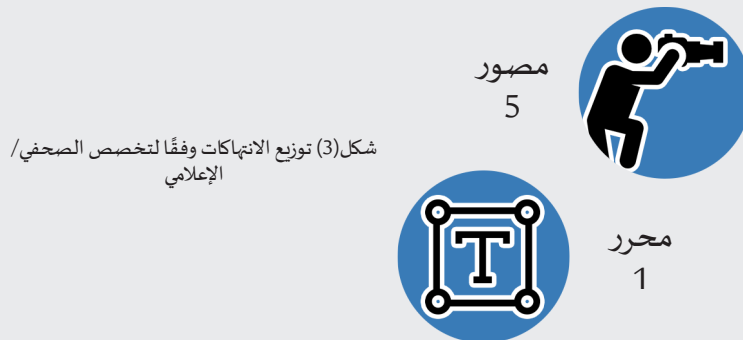 مصور
5
شكل(3) توزيع الانتهاكات وفقًا لتخصص الصحفي/
الإعلامي
محرر
1
T